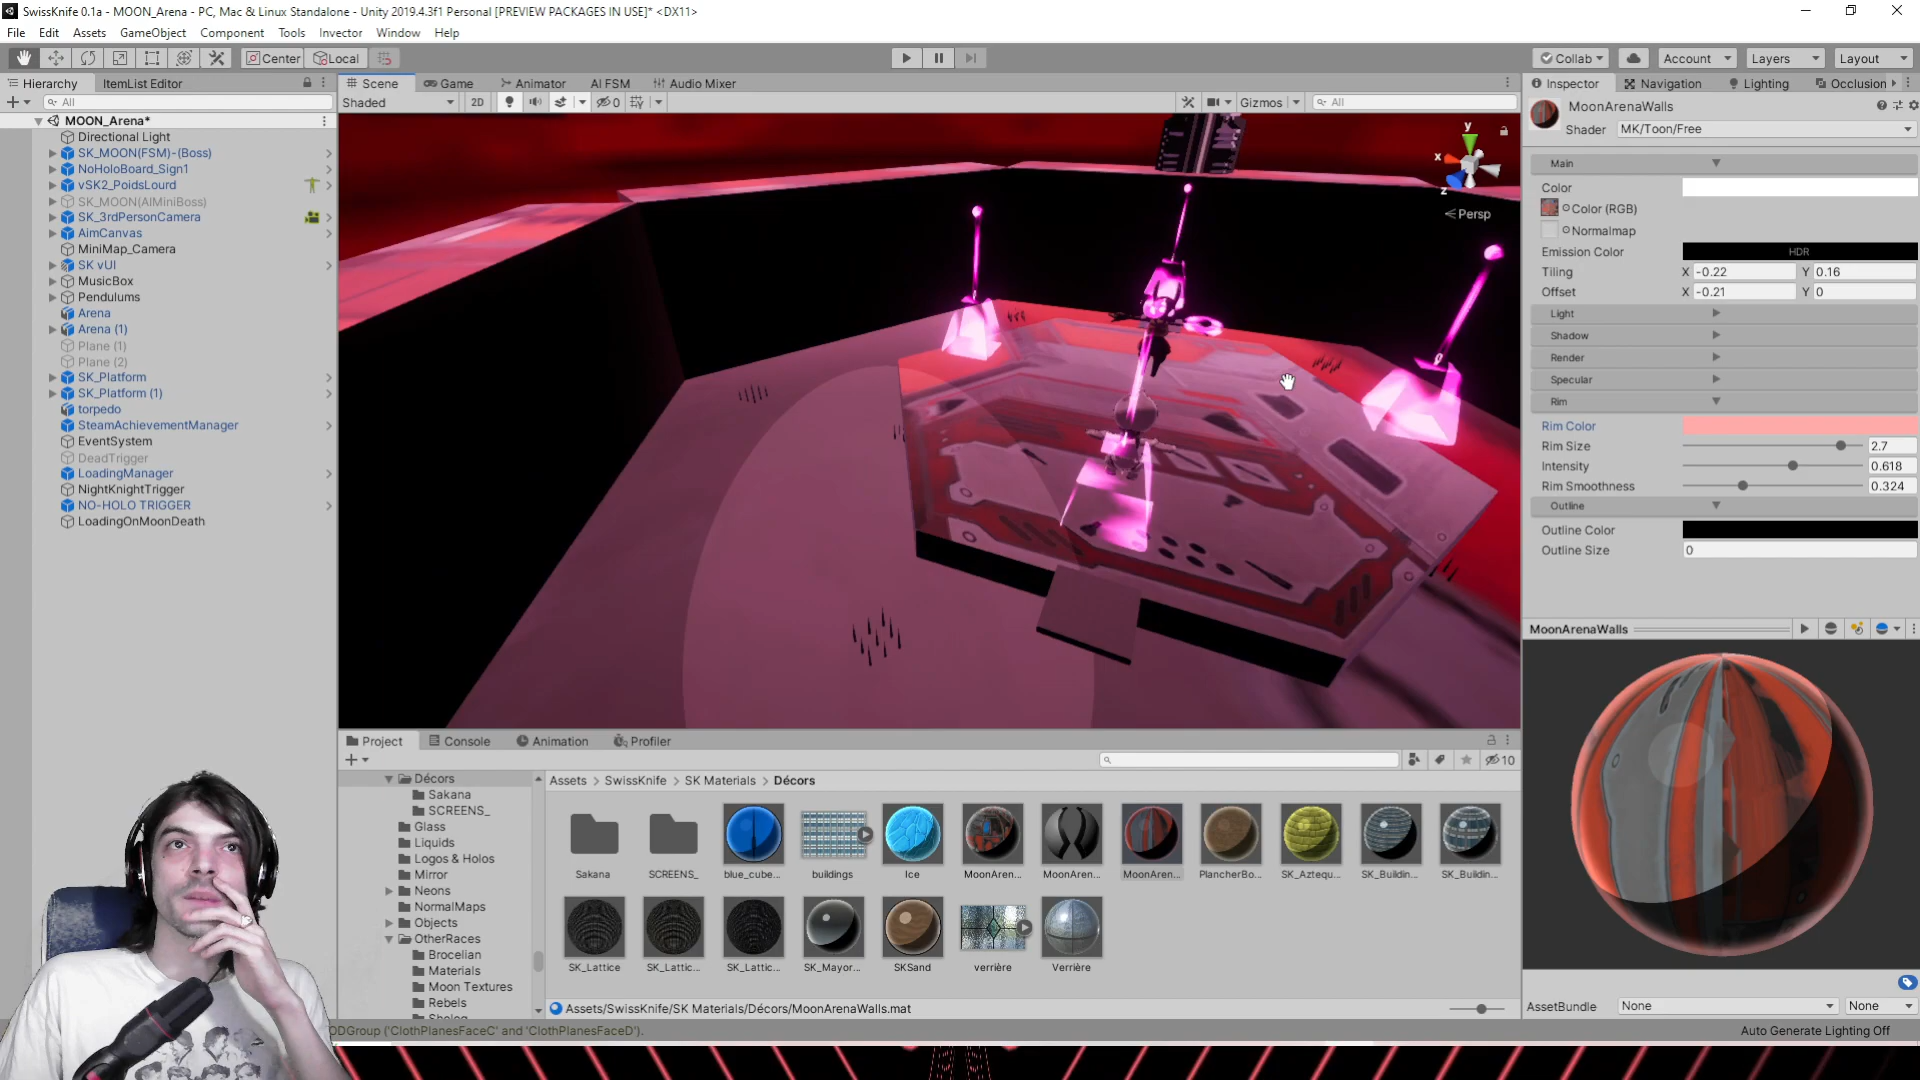 SwissKnife 0.1a - MOON_Arena - PC, Mac & Linux Standalone - Unity 2019.4.3f1 Personal [PREVIEW PACKAGES IN USE]* <DX11>
File Edit Assets GameObject Component Tools Invector Window Help
Center Local Collab Account Layers Layout
Hierarchy ItemList Editor
All
MOON_Arena*
Directional Light
SK_MOON(FSM)-(Boss)
NoHoloBoard_Sign1
vSK2_PoidsLourd
SK_MOON(AIMiniBoss)
SK_3rdPersonCamera
AimCanvas
MiniMap_Camera
SK vUI
MusicBox
Pendulums
Arena
Arena (1)
Plane (1)
Plane (2)
SK_Platform
SK_Platform (1)
torpedo
SteamAchievementManager
EventSystem
DeadTrigger
LoadingManager
NightKnightTrigger
NO-HOLO TRIGGER
LoadingOnMoonDeath
Scene Game Animator AI FSM Audio Mixer
Shaded 2D 0 Gizmos All
y
x
z
Persp
Inspector Navigation Lighting Occlusion
MoonArenaWalls
Shader MK/Toon/Free
Main
Color
Color (RGB)
Normalmap
Emission Color HDR
Tiling X -0.22 Y 0.16
Offset X -0.21 Y 0
Light
Shadow
Render
Specular
Rim
Rim Color
Rim Size 2.7
Intensity 0.618
Rim Smoothness 0.324
Outline
Outline Color
Outline Size 0
MoonArenaWalls
AssetBundle None None
Auto Generate Lighting Off
Project Console Animation Profiler
10
Décors
Sakana
SCREENS_
Glass
Liquids
Logos & Holos
Mirror
Neons
NormalMaps
Objects
OtherRaces
Brocelian
Materials
Moon Textures
Rebels
Assets > SwissKnife > SK Materials > Décors
Sakana SCREENS_ blue_cube... buildings Ice MoonAren... MoonAren... MoonAren... PlancherBo... SK_Aztequ... SK_Buildin... SK_Buildin...
SK_Lattice SK_Lattic... SK_Lattic... SK_Mayor... SKSand verrière Verrière
Assets/SwissKnife/SK Materials/Décors/MoonArenaWalls.mat
ODGroup ('ClothPlanesFaceC' and 'ClothPlanesFaceD').